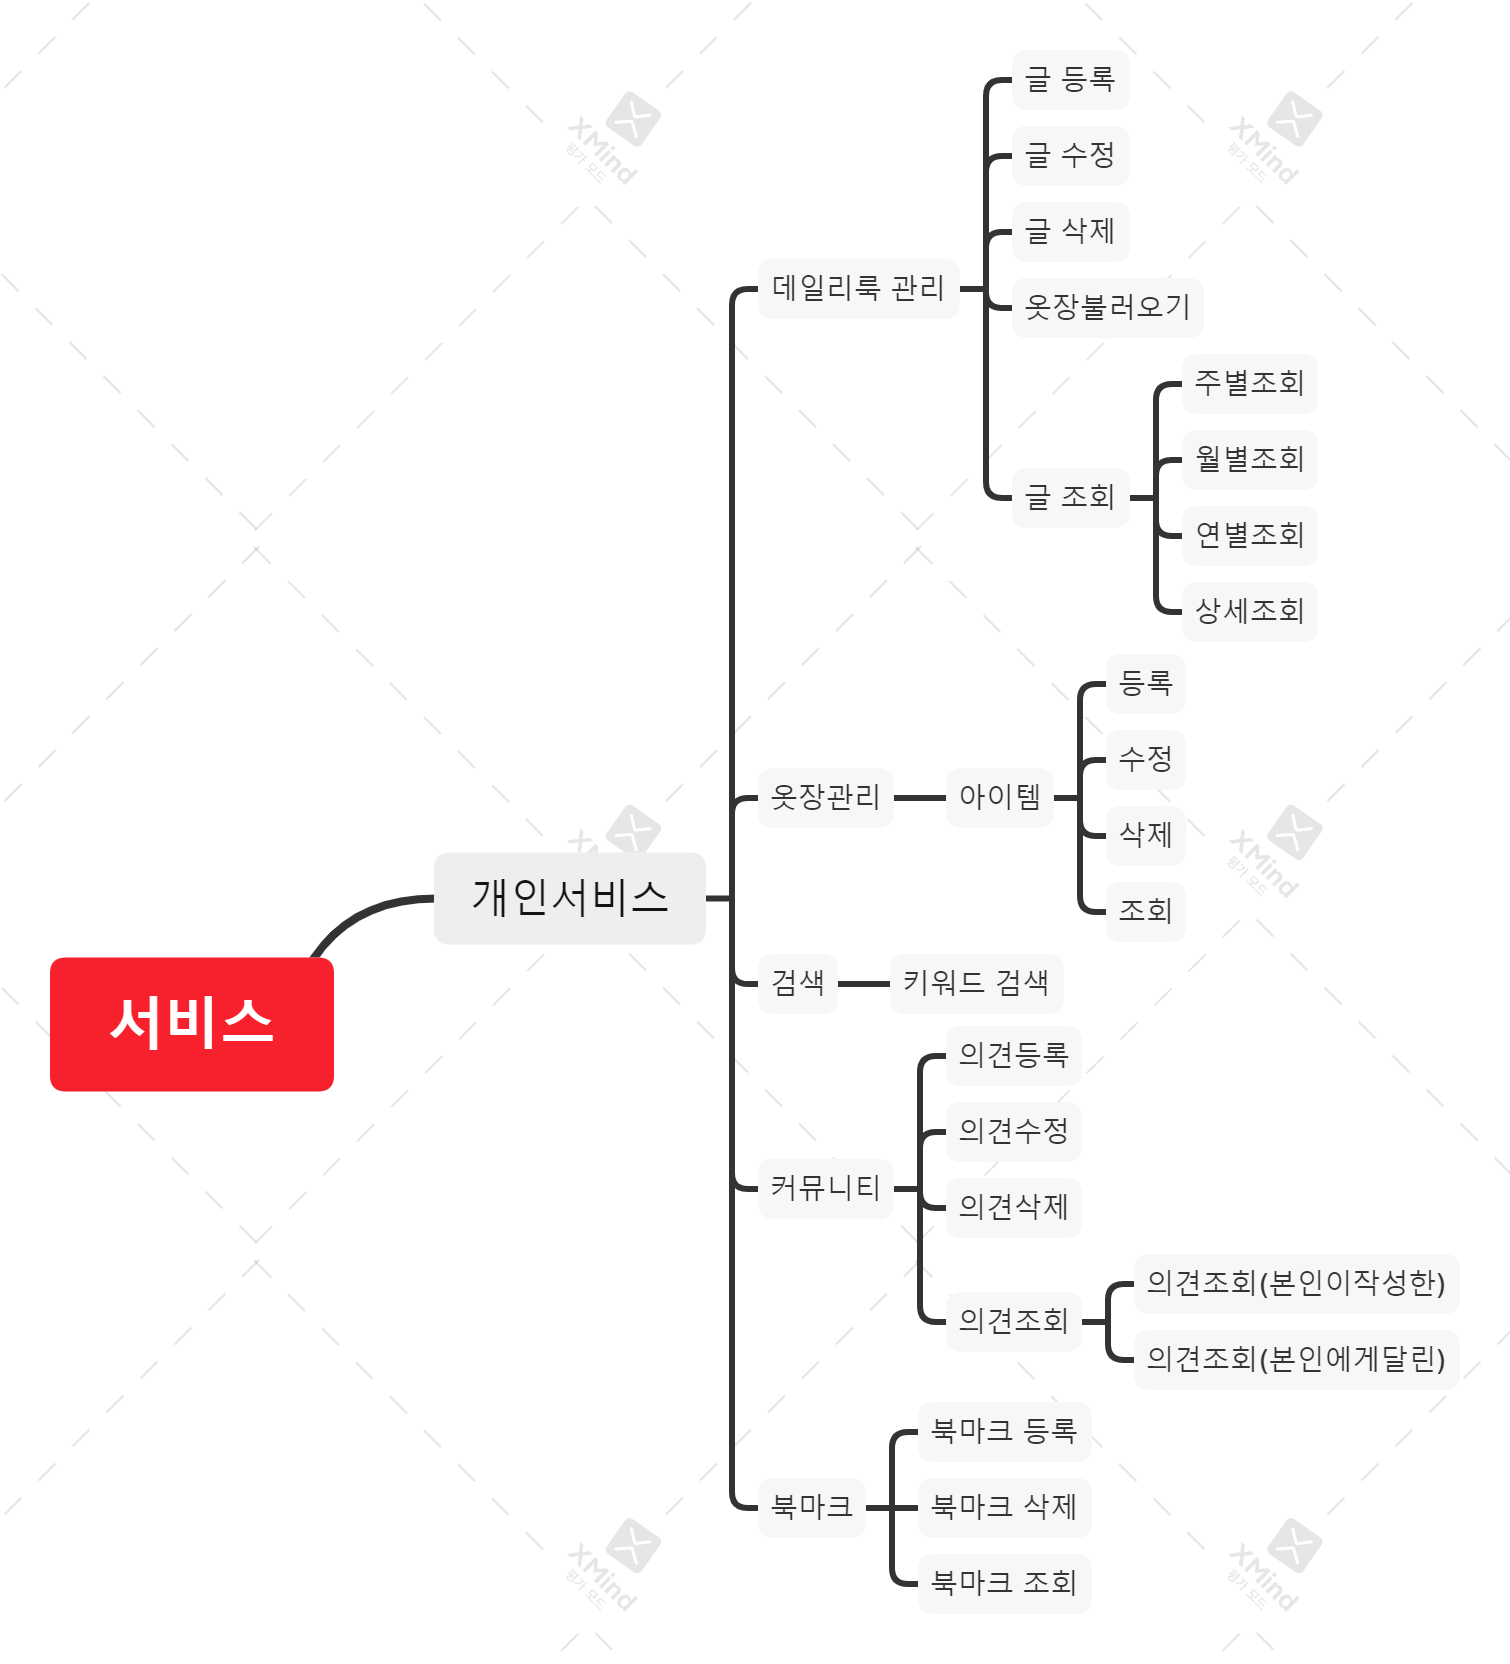 글 등록
글 수정
글 삭제
데일리룩 관리
옷장불러오기
주별조회
월별조회
글 조회
연별조회
상세조회
등록
수정
옷장관리
아이템
삭제
개인서비스
조회
검색
키워드 검색
서비스
의견등록
의견수정
커뮤니티
의견삭제
의견조회(본인이작성한)
의견조회
의견조회(본인에게달린)
북마크 등록
북마크
북마크 삭제
북마크 조회
XMind
평가 모드
XMind
평가 모드
XMind
평가 모드
XMind
평가 모드
XMind
평가 모드